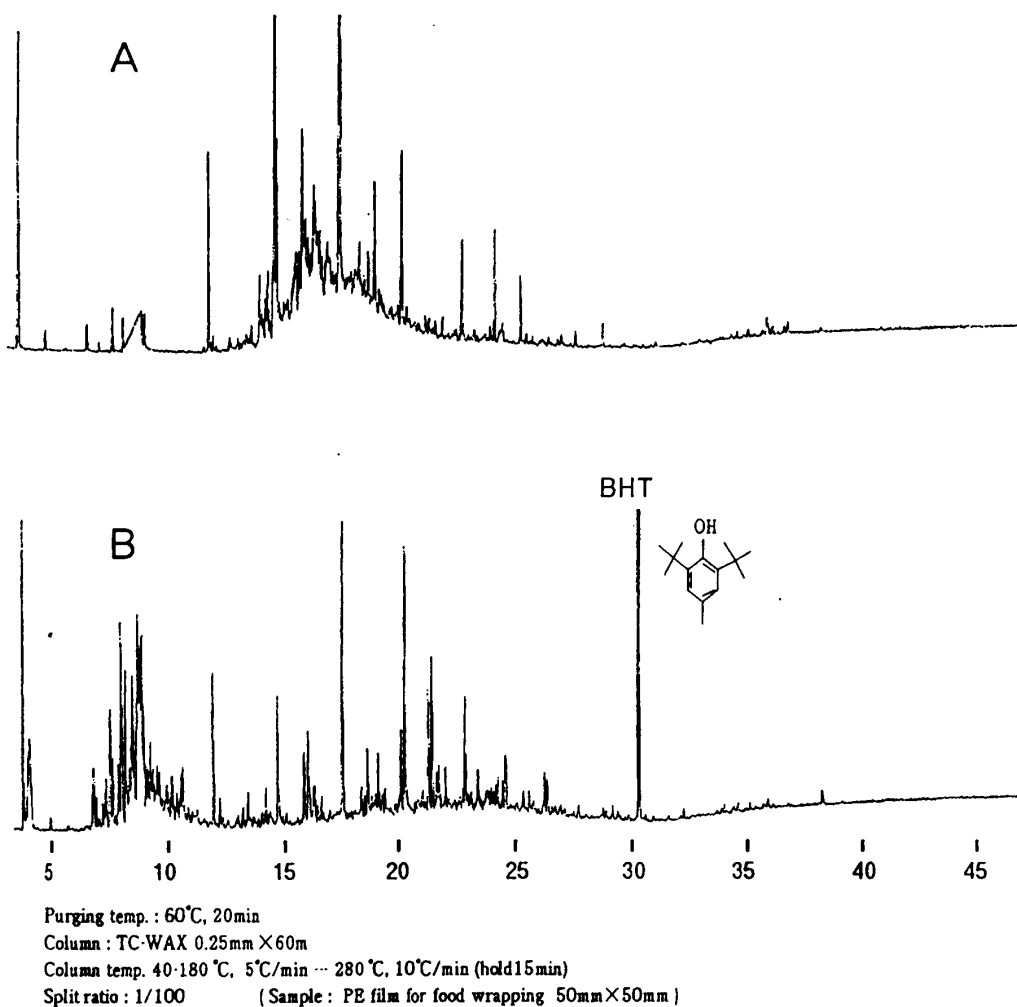 A
BHT
OH
B
5 10 15 20 25 30 35 40 45
Purging temp. : 60°C, 20min
Column : TC-WAX 0.25mm ×60m
Column temp. 40-180 °C, 5°C/min ··· 280 °C, 10°C/min (hold15min)
Split ratio : 1/100 ( Sample : PE film for food wrapping 50mm×50mm )